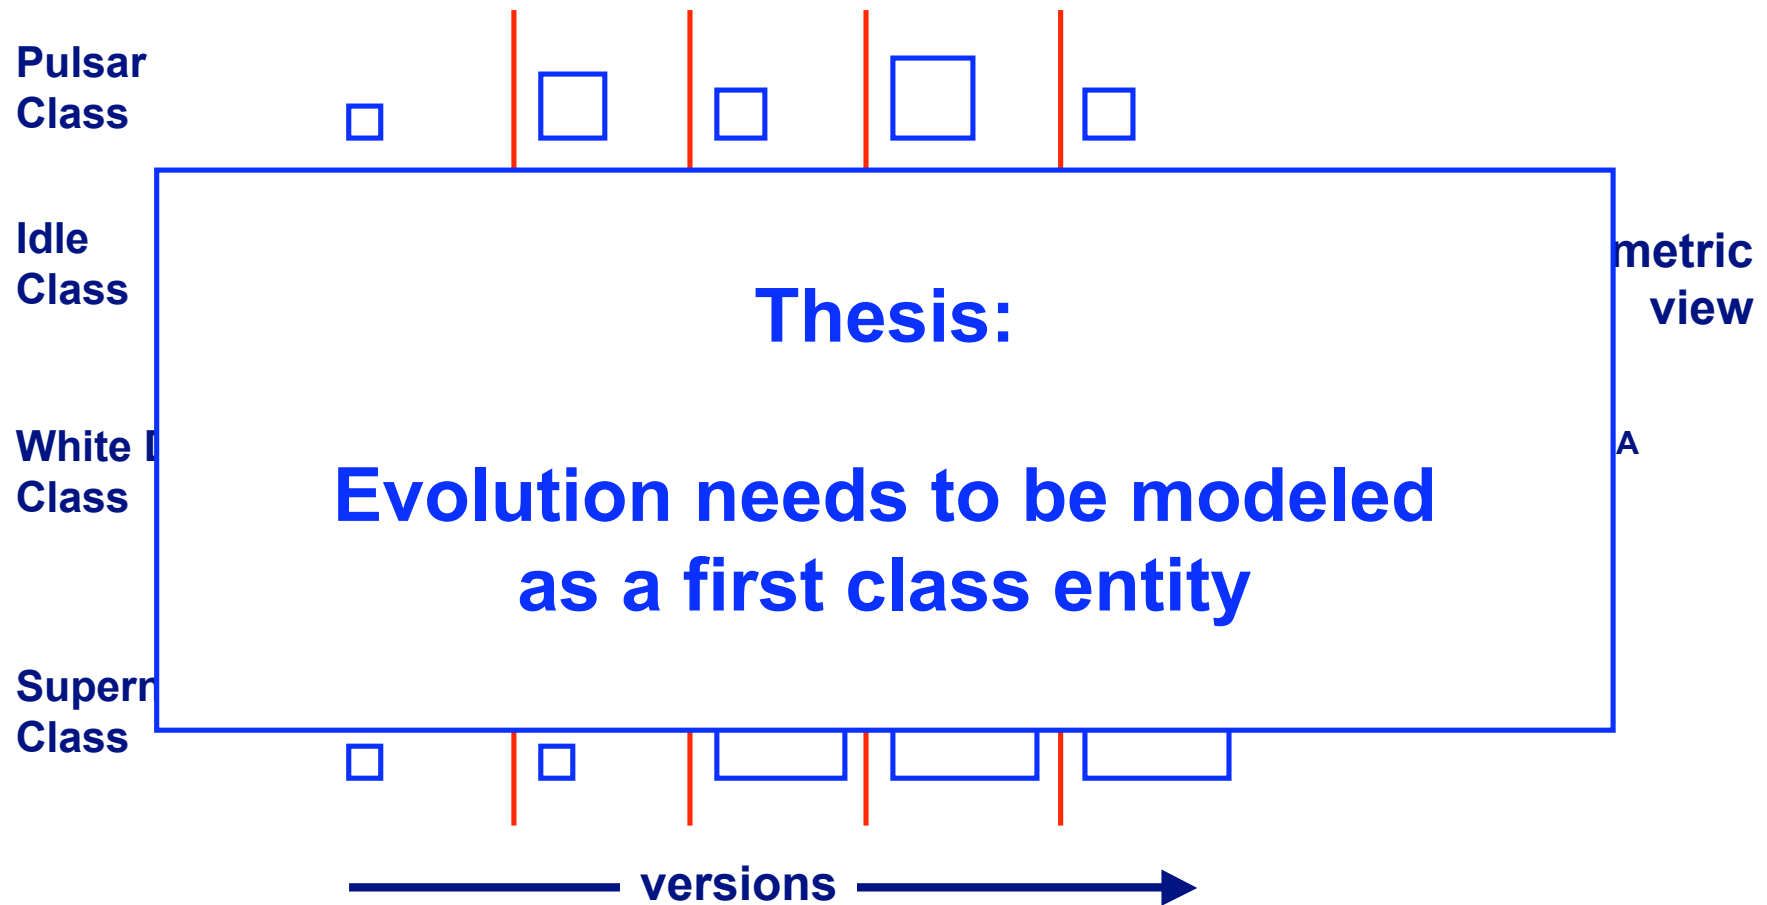 Pulsar
Class
Idle
Class
metric
view
Thesis:
White
Class
A
Evolution needs to be modeled
as a first class entity
Supern
Class
versions